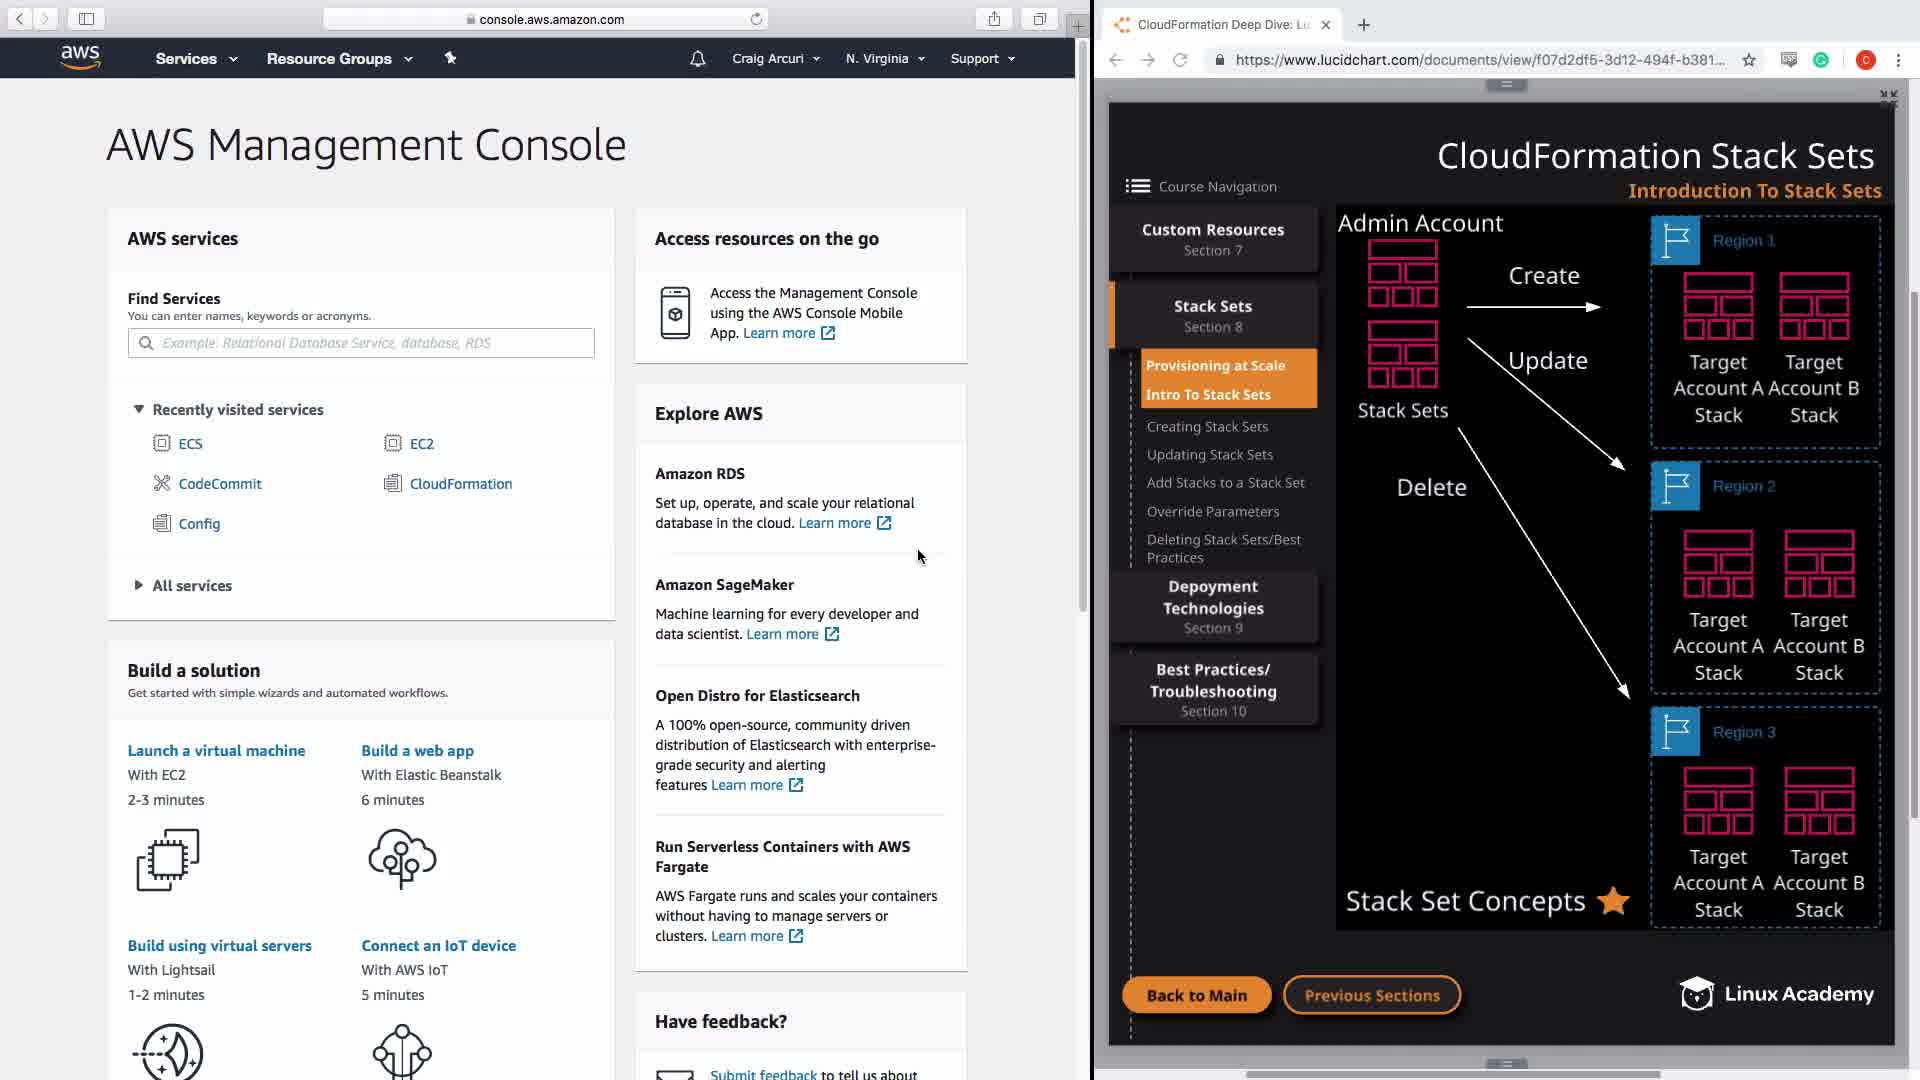 console.aws.amazon.com
aws
Services
Resource Groups
Craig Arcuri
N. Virginia
Support
AWS Management Console
AWS services
Find Services
You can enter names, keywords or acronyms.
Example: Relational Database Service, database, RDS
Recently visited services
ECS
EC2
CodeCommit
CloudFormation
Config
All services
Build a solution
Get started with simple wizards and automated workflows.
Launch a virtual machine
With EC2
2-3 minutes
Build a web app
With Elastic Beanstalk
6 minutes
Build using virtual servers
With Lightsail
1-2 minutes
Connect an IoT device
With AWS IoT
5 minutes
Access resources on the go
Access the Management Console
using the AWS Console Mobile
App. Learn more
Explore AWS
Amazon RDS
Set up, operate, and scale your relational
database in the cloud. Learn more
Amazon SageMaker
Machine learning for every developer and
data scientist. Learn more
Open Distro for Elasticsearch
A 100% open-source, community driven
distribution of Elasticsearch with enterprise-
grade security and alerting
features Learn more
Run Serverless Containers with AWS
Fargate
AWS Fargate runs and scales your containers
without having to manage servers or
clusters. Learn more
Have feedback?
Submit feedback to tell us about
CloudFormation Deep Dive: Lu
https://www.lucidchart.com/documents/view/f07d2df5-3d12-494f-b381...
C
CloudFormation Stack Sets
Introduction To Stack Sets
Course Navigation
Custom Resources
Section 7
Stack Sets
Section 8
Provisioning at Scale
Intro To Stack Sets
Creating Stack Sets
Updating Stack Sets
Add Stacks to a Stack Set
Override Parameters
Deleting Stack Sets/Best
Practices
Depoyment
Technologies
Section 9
Best Practices/
Troubleshooting
Section 10
Admin Account
Stack Sets
Create
Update
Delete
Region 1
Target
Account A
Stack
Target
Account B
Stack
Region 2
Target
Account A
Stack
Target
Account B
Stack
Region 3
Target
Account A
Stack
Target
Account B
Stack
Stack Set Concepts
Back to Main
Previous Sections
Linux Academy